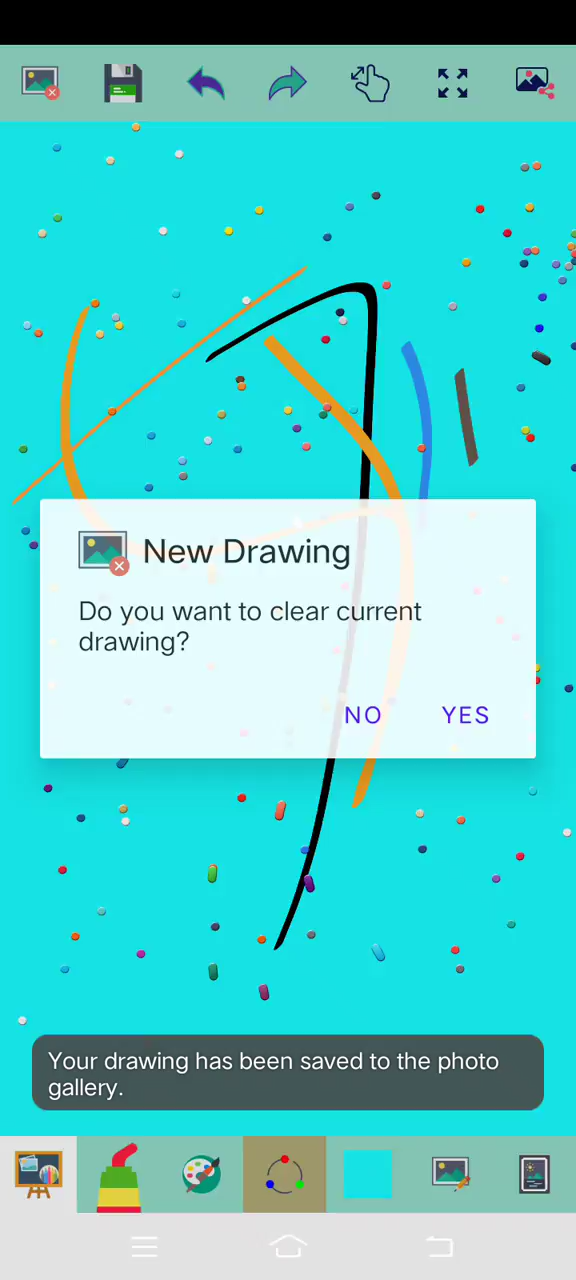 New Drawing
Do you want to clear current
drawing?
NO YES
Your drawing has been saved to the photo
gallery.